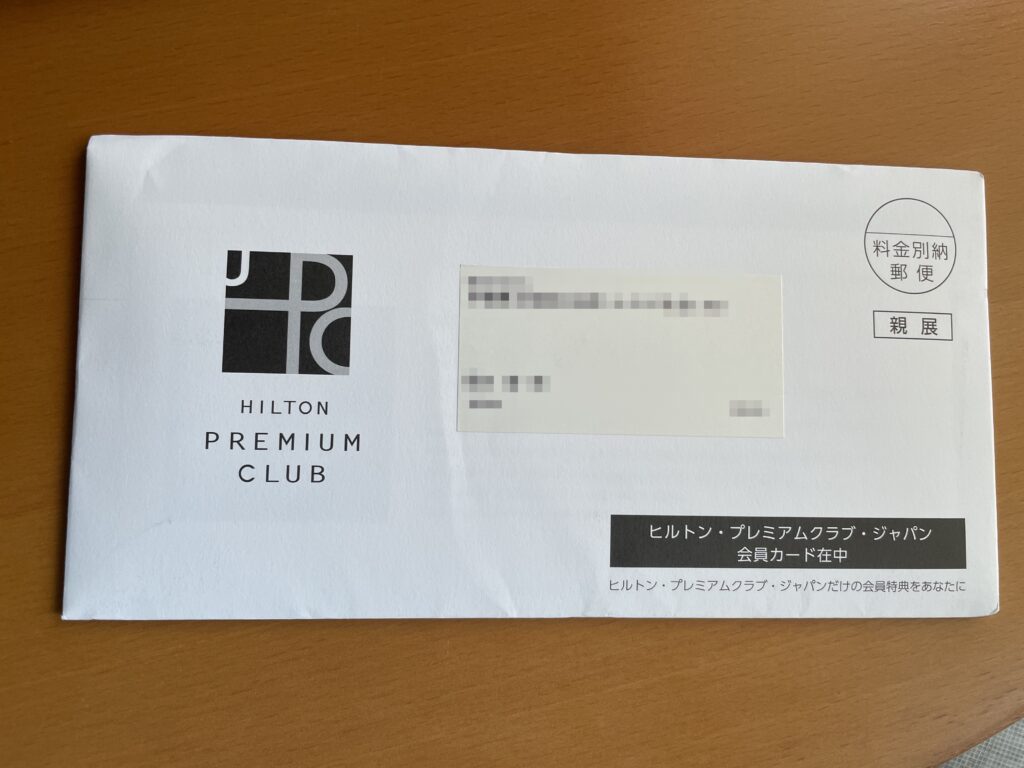 J P C
HILTON
PREMIUM
CLUB
料金別納
郵便
親展
ヒルトン・プレミアムクラブ・ジャパン
会員カード在中
ヒルトン・プレミアムクラブ・ジャパンだけの会員特典をあなたに